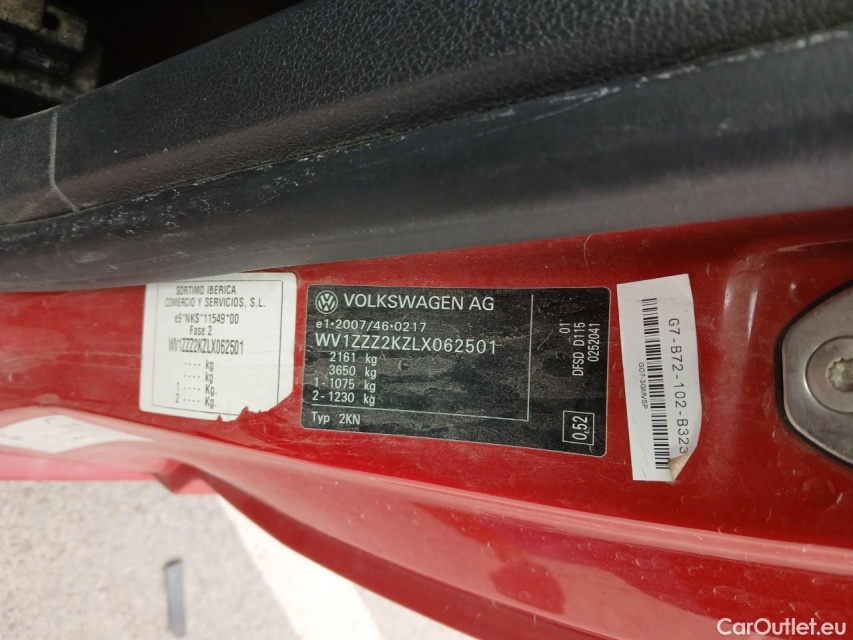 SORTIMO IBERICA
COMERCIO Y SERVICIOS, S.L.
e9*NKS*11549*00
Fase 2
WV1ZZZ2KZLX062501
---- kg
---- kg
1 ---- Kg.
2 ---- Kg.
VOLKSWAGEN AG
e1*2007/46*0217
WV1ZZZ2KZLX062501
2161 kg
3650 kg
1- 1075 kg
2- 1230 kg
Typ 2KN
01
DFSD D115
0252041
0,52
G7-B72-102-B323
CarOutlet.eu